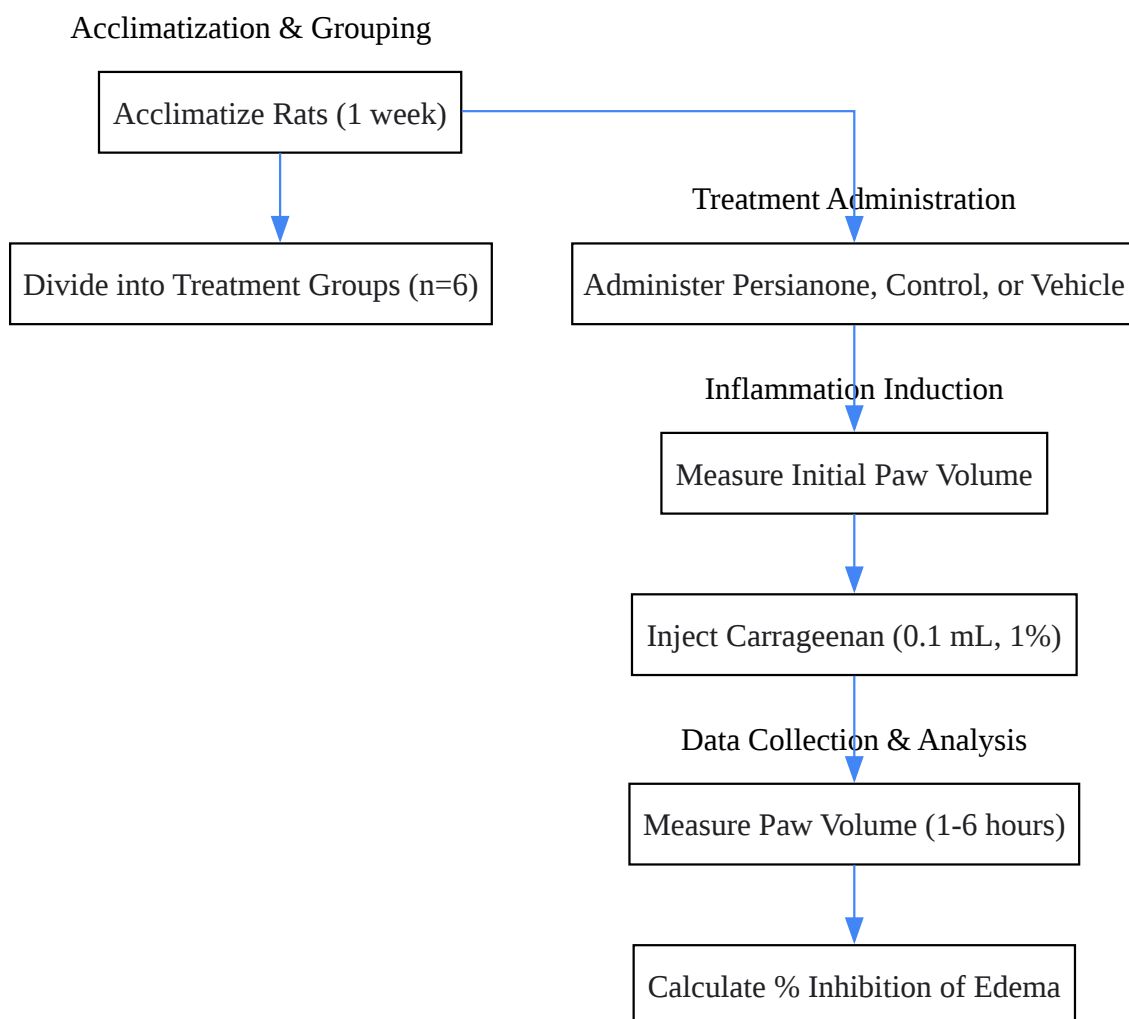 Acclimatization & Grouping
Acclimatize Rats (1 week)
Divide into Treatment Groups (n=6)
Treatment Administration
Administer Persianone, Control, or Vehicle
Inflammation Induction
Measure Initial Paw Volume
Inject Carrageenan (0.1 mL, 1%)
Data Collection & Analysis
Measure Paw Volume (1-6 hours)
Calculate % Inhibition of Edema